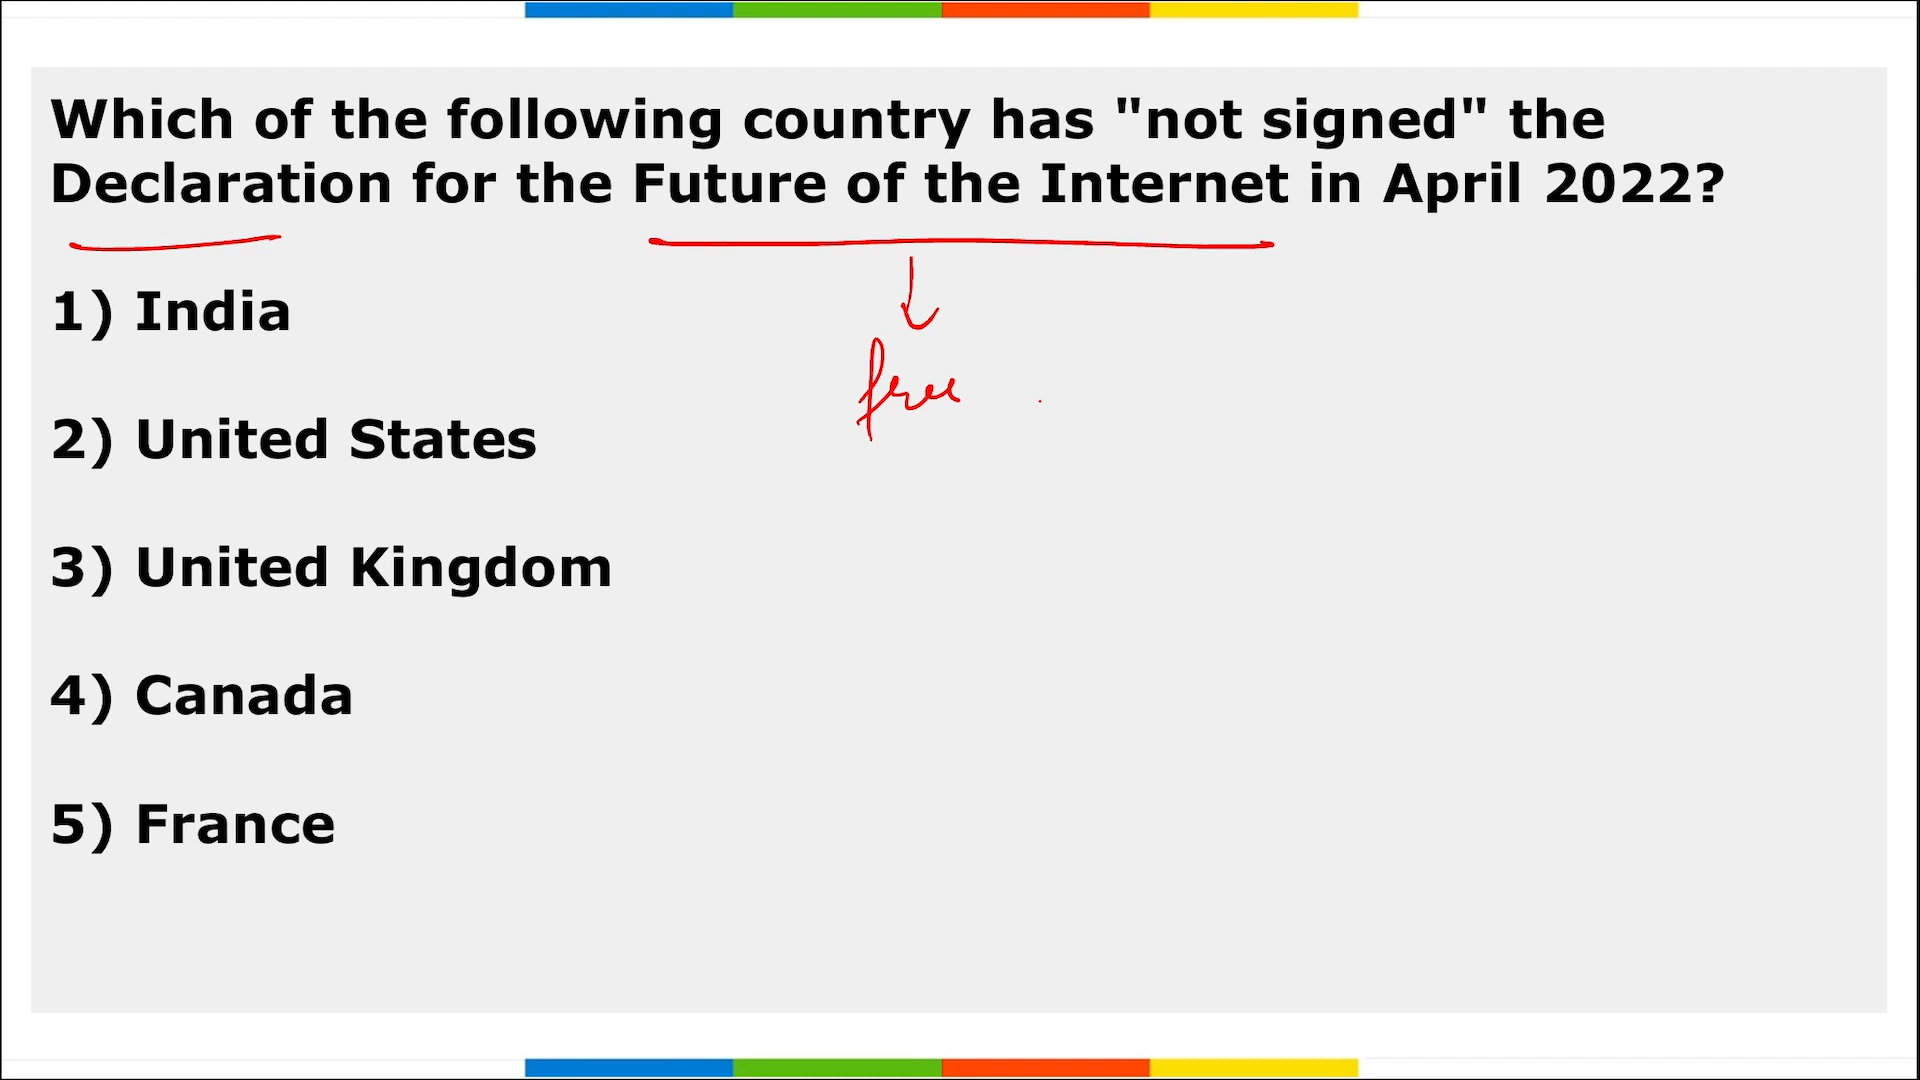 Which of the following country has "not signed" the
Declaration for the Future of the Internet in April 2022?
1) India
free
2) United States
3) United Kingdom
4) Canada
5) France